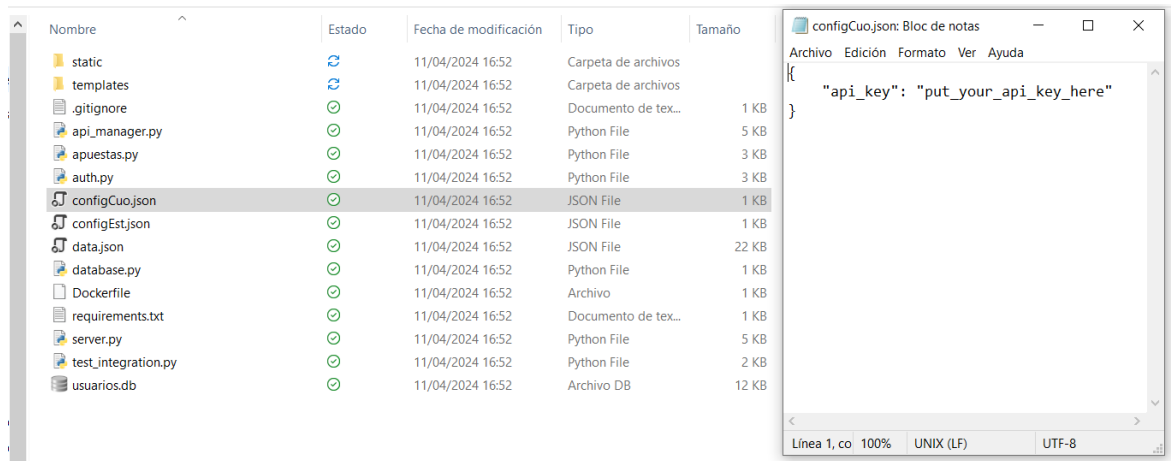 Nombre Estado Fecha de modificación Tipo Tamaño
static 11/04/2024 16:52 Carpeta de archivos
templates 11/04/2024 16:52 Carpeta de archivos
.gitignore 11/04/2024 16:52 Documento de tex... 1 KB
api_manager.py 11/04/2024 16:52 Python File 5 KB
apuestas.py 11/04/2024 16:52 Python File 3 KB
auth.py 11/04/2024 16:52 Python File 3 KB
configCuo.json 11/04/2024 16:52 JSON File 1 KB
configEst.json 11/04/2024 16:52 JSON File 1 KB
data.json 11/04/2024 16:52 JSON File 22 KB
database.py 11/04/2024 16:52 Python File 1 KB
Dockerfile 11/04/2024 16:52 Archivo 1 KB
requirements.txt 11/04/2024 16:52 Documento de tex... 1 KB
server.py 11/04/2024 16:52 Python File 5 KB
test_integration.py 11/04/2024 16:52 Python File 2 KB
usuarios.db 11/04/2024 16:52 Archivo DB 12 KB
configCuo.json: Bloc de notas
Archivo Edición Formato Ver Ayuda
{
    "api_key": "put_your_api_key_here"
}
Línea 1, co 100% UNIX (LF) UTF-8